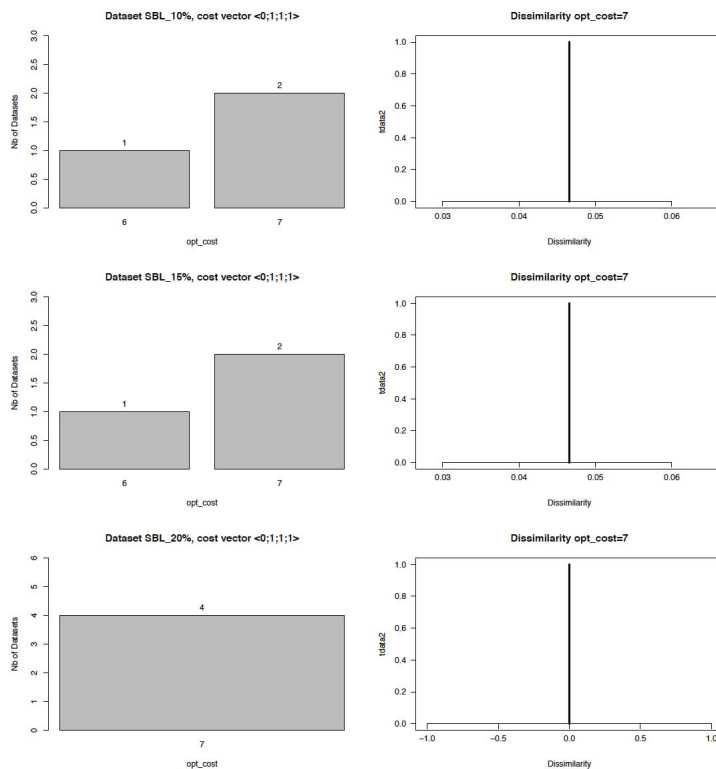 Dataset SBL_10%, cost vector <0;1;1;1>
Nb of Datasets
0.0 0.5 1.0 1.5 2.0 2.5 3.0
1
2
6 7
opt_cost
Dissimilarity opt_cost=7
tdata2
1.0
0.8
0.6
0.4
0.2
0.0
0.03 0.04 0.05 0.06
Dissimilarity
Dataset SBL_15%, cost vector <0;1;1;1>
Nb of Datasets
0.0 0.5 1.0 1.5 2.0 2.5 3.0
1
2
6 7
opt_cost
Dissimilarity opt_cost=7
tdata2
1.0
0.8
0.6
0.4
0.2
0.0
0.03 0.04 0.05 0.06
Dissimilarity
Dataset SBL_20%, cost vector <0;1;1;1>
Nb of Datasets
0 1 2 3 4 5 6
4
7
opt_cost
Dissimilarity opt_cost=7
tdata2
1.0
0.8
0.6
0.4
0.2
0.0
−1.0 −0.5 0.0 0.5 1.0
Dissimilarity